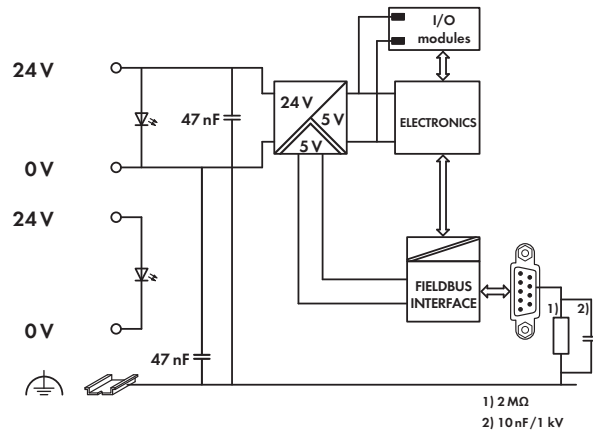 I/O
modules
24 V
47 nF
24 V
5 V
5 V
ELECTRONICS
0 V
24 V
FIELDBUS
INTERFACE
1)
2)
0 V
47 nF
1) 2 MΩ
2) 10 nF/1 kV